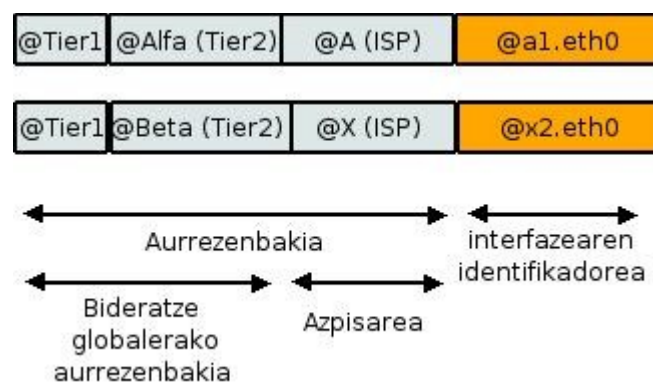 @Tier1 @Alfa (Tier2) @A (ISP) @a1.eth0
@Tier1 @Beta (Tier2) @X (ISP) @x2.eth0
Aurrezenbakia
interfazearen
identifikadorea
Bideratze
globalerako
aurrezenbakia
Azpisarea